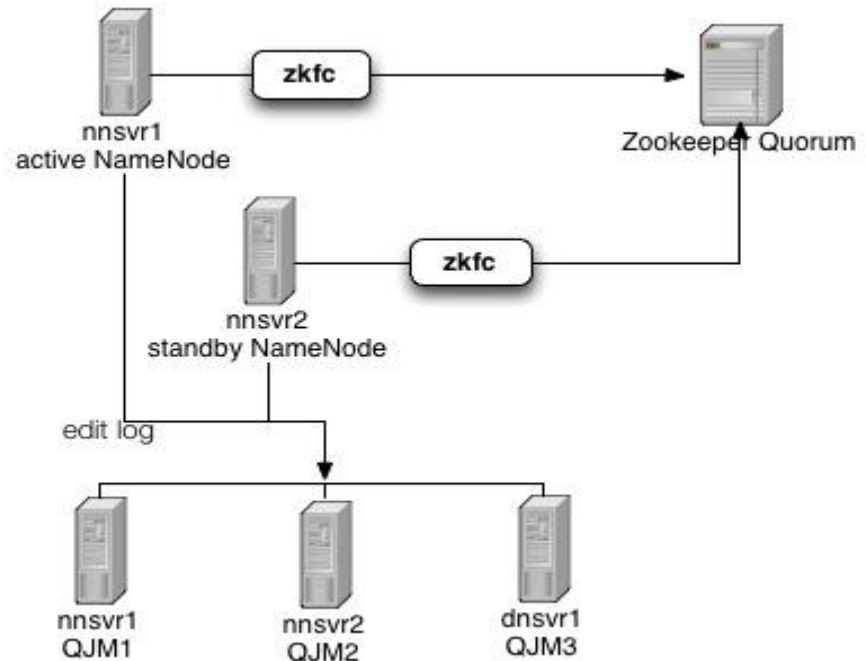 zkfc
nnsvr1
active NameNode
Zookeeper Quorum
zkfc
nnsvr2
standby NameNode
edit log
nnsvr1
QJM1
nnsvr2
QJM2
dnsvr1
QJM3